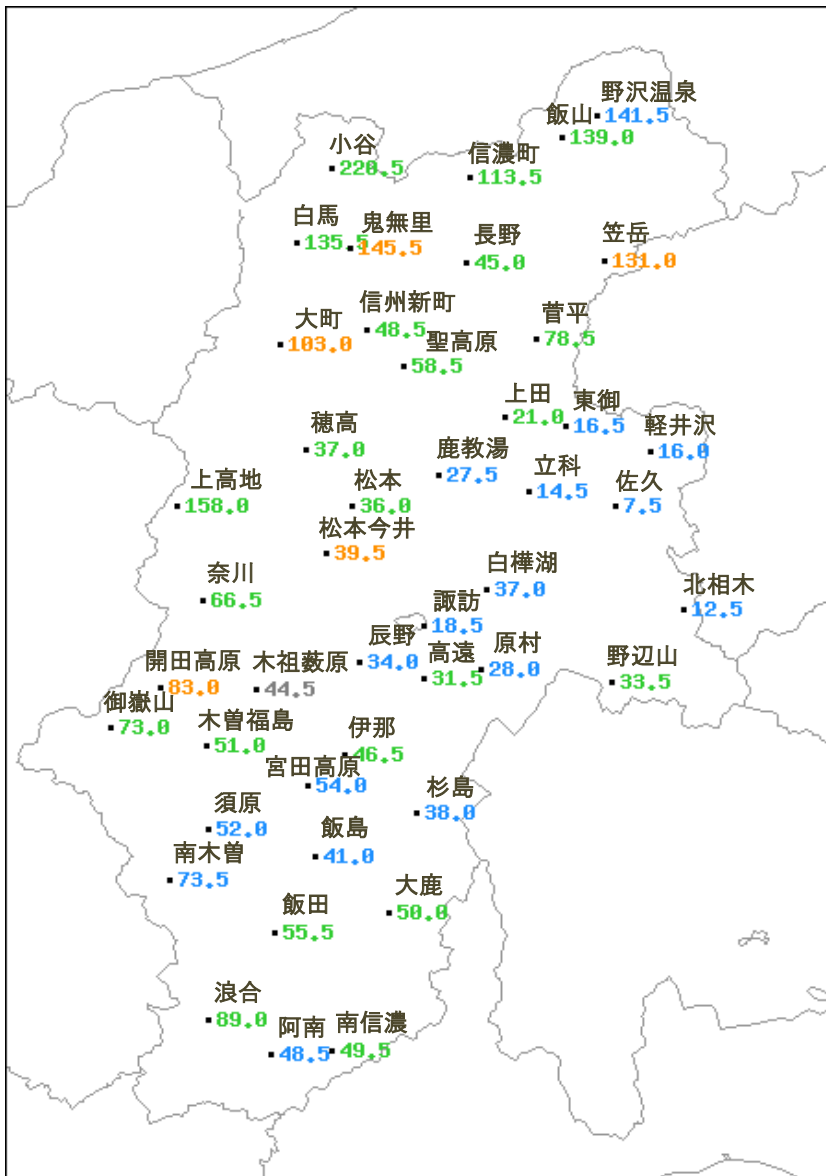 野沢温泉
141.5
飯山
139.0
小谷
220.5
信濃町
113.5
白馬
135.5
鬼無里
145.5
長野
45.0
笠岳
131.0
大町
103.0
信州新町
48.5
聖高原
58.5
菅平
78.5
上田
21.0
東御
16.5
軽井沢
16.0
穂高
37.0
鹿教湯
27.5
立科
14.5
佐久
7.5
上高地
158.0
松本
36.0
松本今井
39.5
奈川
66.5
白樺湖
37.0
諏訪
18.5
北相木
12.5
辰野
34.0
高遠
31.5
原村
28.0
野辺山
33.5
開田高原
83.0
木祖薮原
44.5
御嶽山
73.0
木曽福島
51.0
伊那
46.5
宮田高原
54.0
杉島
38.0
須原
52.0
飯島
41.0
南木曽
73.5
大鹿
50.0
飯田
55.5
浪合
89.0
阿南
48.5
南信濃
49.5